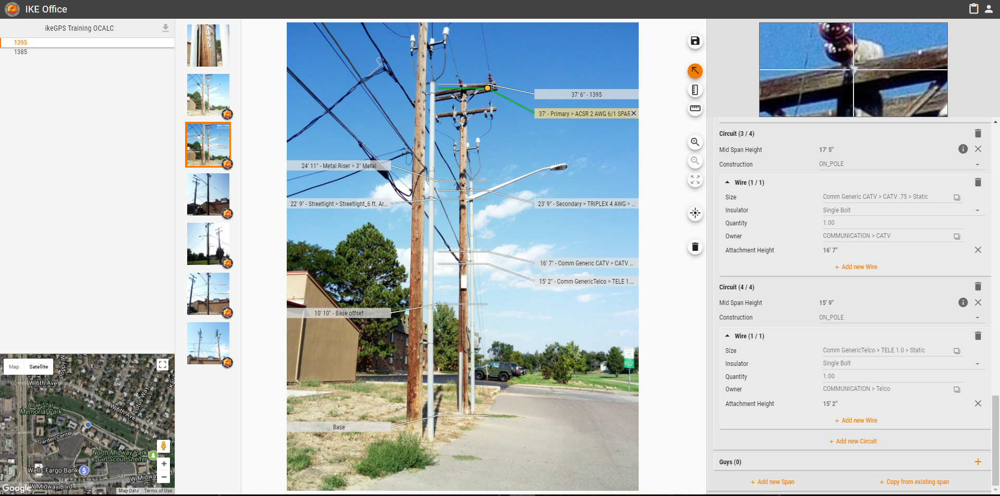 IKE Office
ikeGPS Training OCALC
1395
1385
1395
37' 6" - 1395
37' - Primary > ACSR 2 AWG 6/1 SPAR
24' 11" - Metal Riser > 3" Metal
22' 9" - Streetlight > Streetlight_6 ft. Ar...
23' 9" - Secondary > TRIPLEX 4 AWG > ...
16' 7" - Comm Generic CATV > CATV ...
15' 2" - Comm GenericTelco > TELE 1....
10' 10" - Base offset
Base
Circuit (3 / 4)
Mid Span Height 17' 5"
Construction ON_POLE
Wire (1 / 1)
Size Comm Generic CATV > CATV .75 > Static
Insulator Single Bolt
Quantity 1.00
Owner COMMUNICATION > CATV
Attachment Height 16' 7"
+ Add new Wire
Circuit (4 / 4)
Mid Span Height 15' 9"
Construction ON_POLE
Wire (1 / 1)
Size Comm GenericTelco > TELE 1.0 > Static
Insulator Single Bolt
Quantity 1.00
Owner COMMUNICATION > Telco
Attachment Height 15' 2"
+ Add new Wire
+ Add new Circuit
Guys (0)
+ Add new Span + Copy from existing span
Map Satellite
Poppy W
W 6th Ave
Lotus Way
W 6th Ave
Blue Star
Memorial Park
Garden Center
North Midway Park
- Girl Scout Shelter
Wells Fargo Bank
W Midway
W Midway Blvd
Google
Map Data Terms of Use